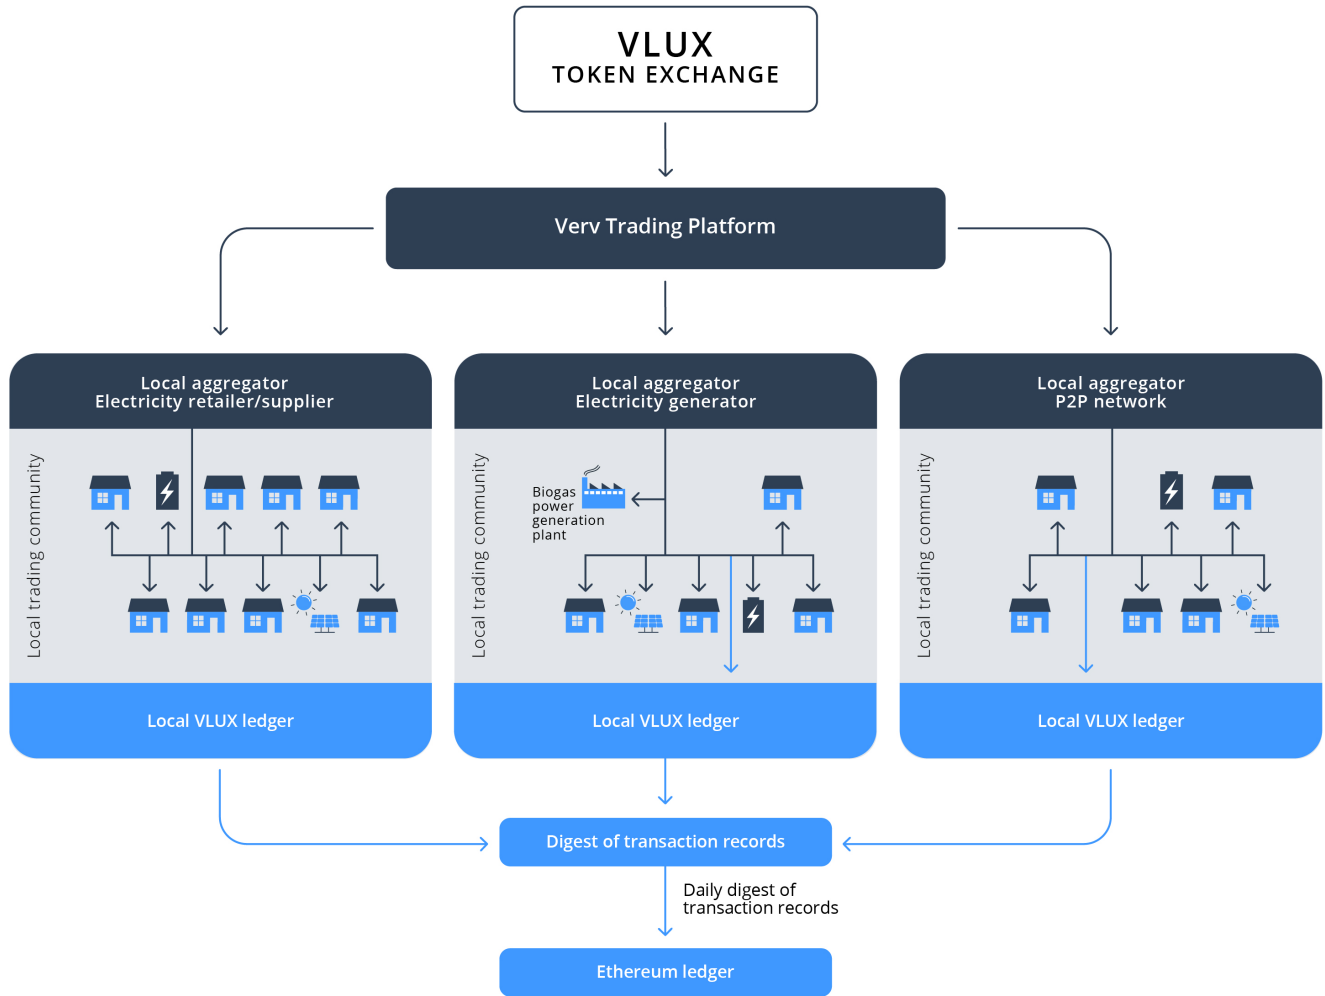 VLUX
TOKEN EXCHANGE
Verv Trading Platform
Local aggregator
Electricity retailer/supplier
Local trading community
Local VLUX ledger
Local aggregator
Electricity generator
Local trading community
Biogas
power
generation
plant
Local VLUX ledger
Local aggregator
P2P network
Local trading community
Local VLUX ledger
Digest of transaction records
Daily digest of
transaction records
Ethereum ledger